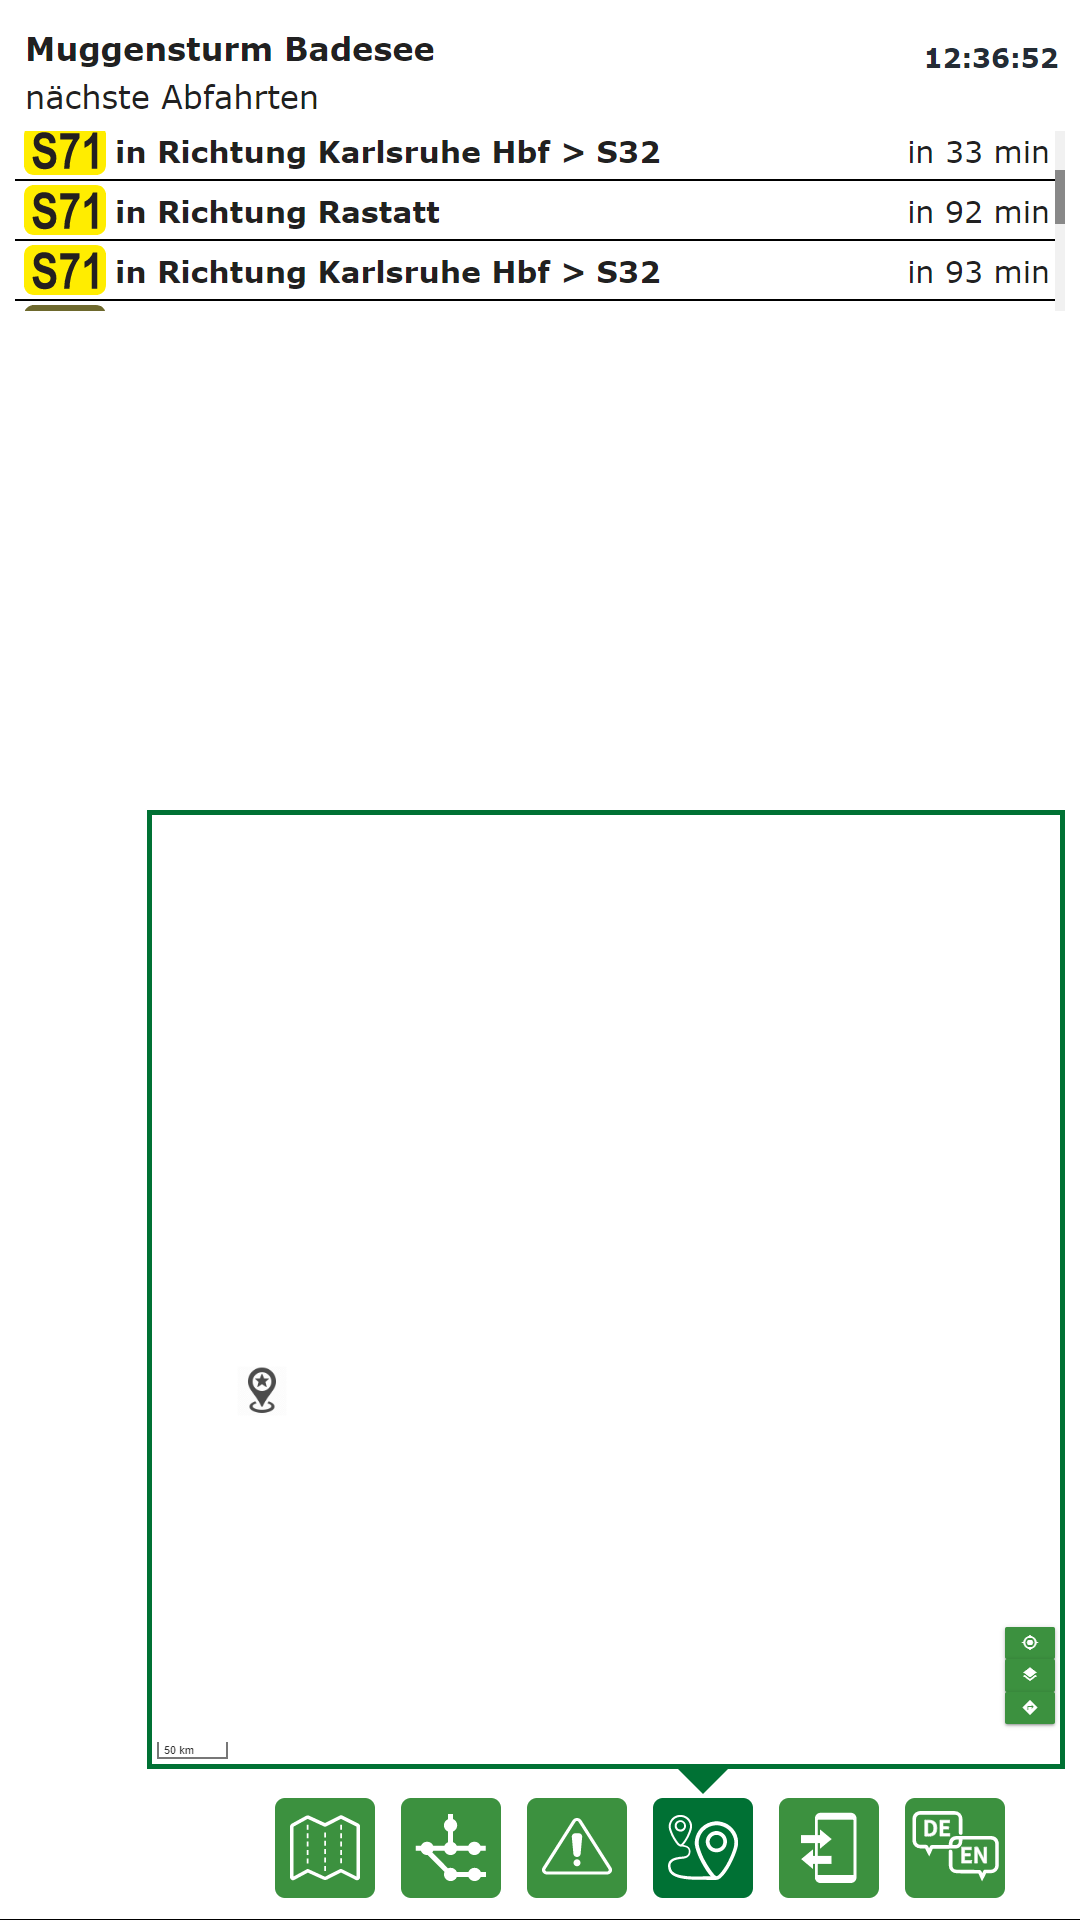 Muggensturm Badesee
12:36:52
nächste Abfahrten
S71 in Richtung Karlsruhe Hbf > S32 in 33 min
S71 in Richtung Rastatt in 92 min
S71 in Richtung Karlsruhe Hbf > S32 in 93 min
50 km
DE
EN